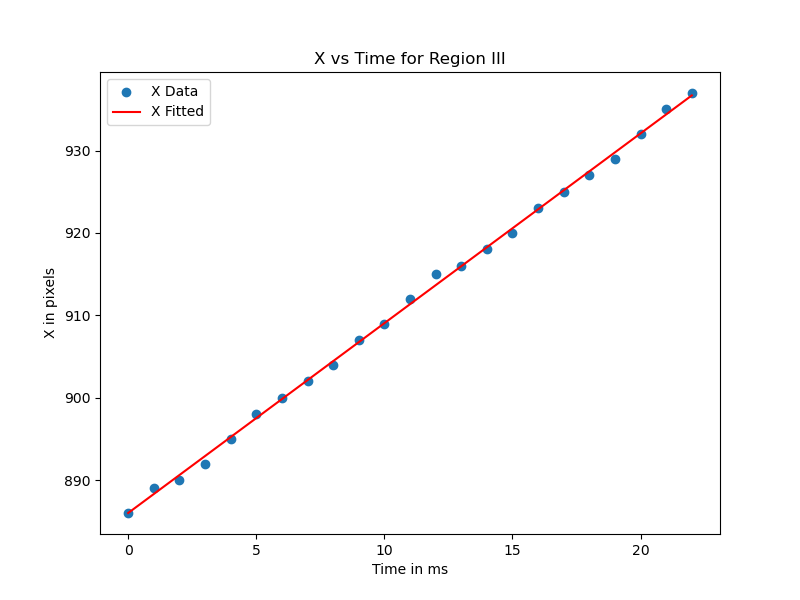 X vs Time for Region III
X Data
X Fitted
930
920
910
900
890
X in pixels
0 5 10 15 20
Time in ms